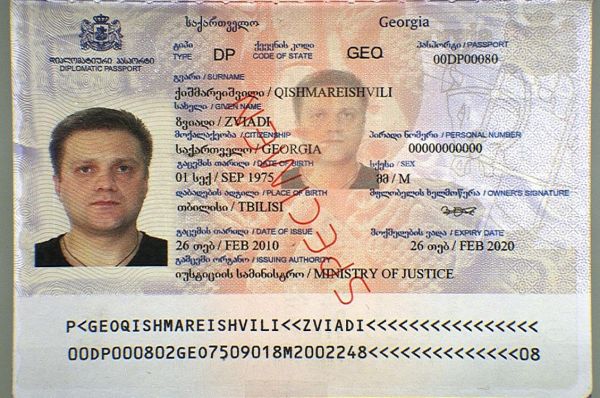 საქართველო Georgia
დიპლომატიური პასპორტი
DIPLOMATIC PASSPORT
ტიპი
TYPE DP
ქვეყნის კოდი
CODE OF STATE GEO
პასპორტი / PASSPORT
00DP00080
გვარი / SURNAME
ქიშმარეიშვილი / QISHMAREISHVILI
სახელი / GIVEN NAME
ზვიადი / ZVIADI
მოქალაქეობა / CITIZENSHIP პირადი ნომერი / PERSONAL NUMBER
საქართველო / GEORGIA 00000000000
დაბადების თარიღი / DATE OF BIRTH სქესი / SEX
01 სექ / SEP 1975 მმ / M
დაბადების ადგილი / PLACE OF BIRTH მფლობელის ხელმოწერა / OWNER'S SIGNATURE
თბილისი / TBILISI
გაცემის თარიღი / DATE OF ISSUE მოქმედების ვადა / EXPIRY DATE
26 თებ / FEB 2010 26 თებ / FEB 2020
გამცემი ორგანო / ISSUING AUTHORITY
იუსტიციის სამინისტრო / MINISTRY OF JUSTICE
SPECIMEN
P<GEOQISHMAREISHVILI<<ZVIADI<<<<<<<<<<<<<<<<
00DP000802GEO7509018M2002248<<<<<<<<<<<<<<08